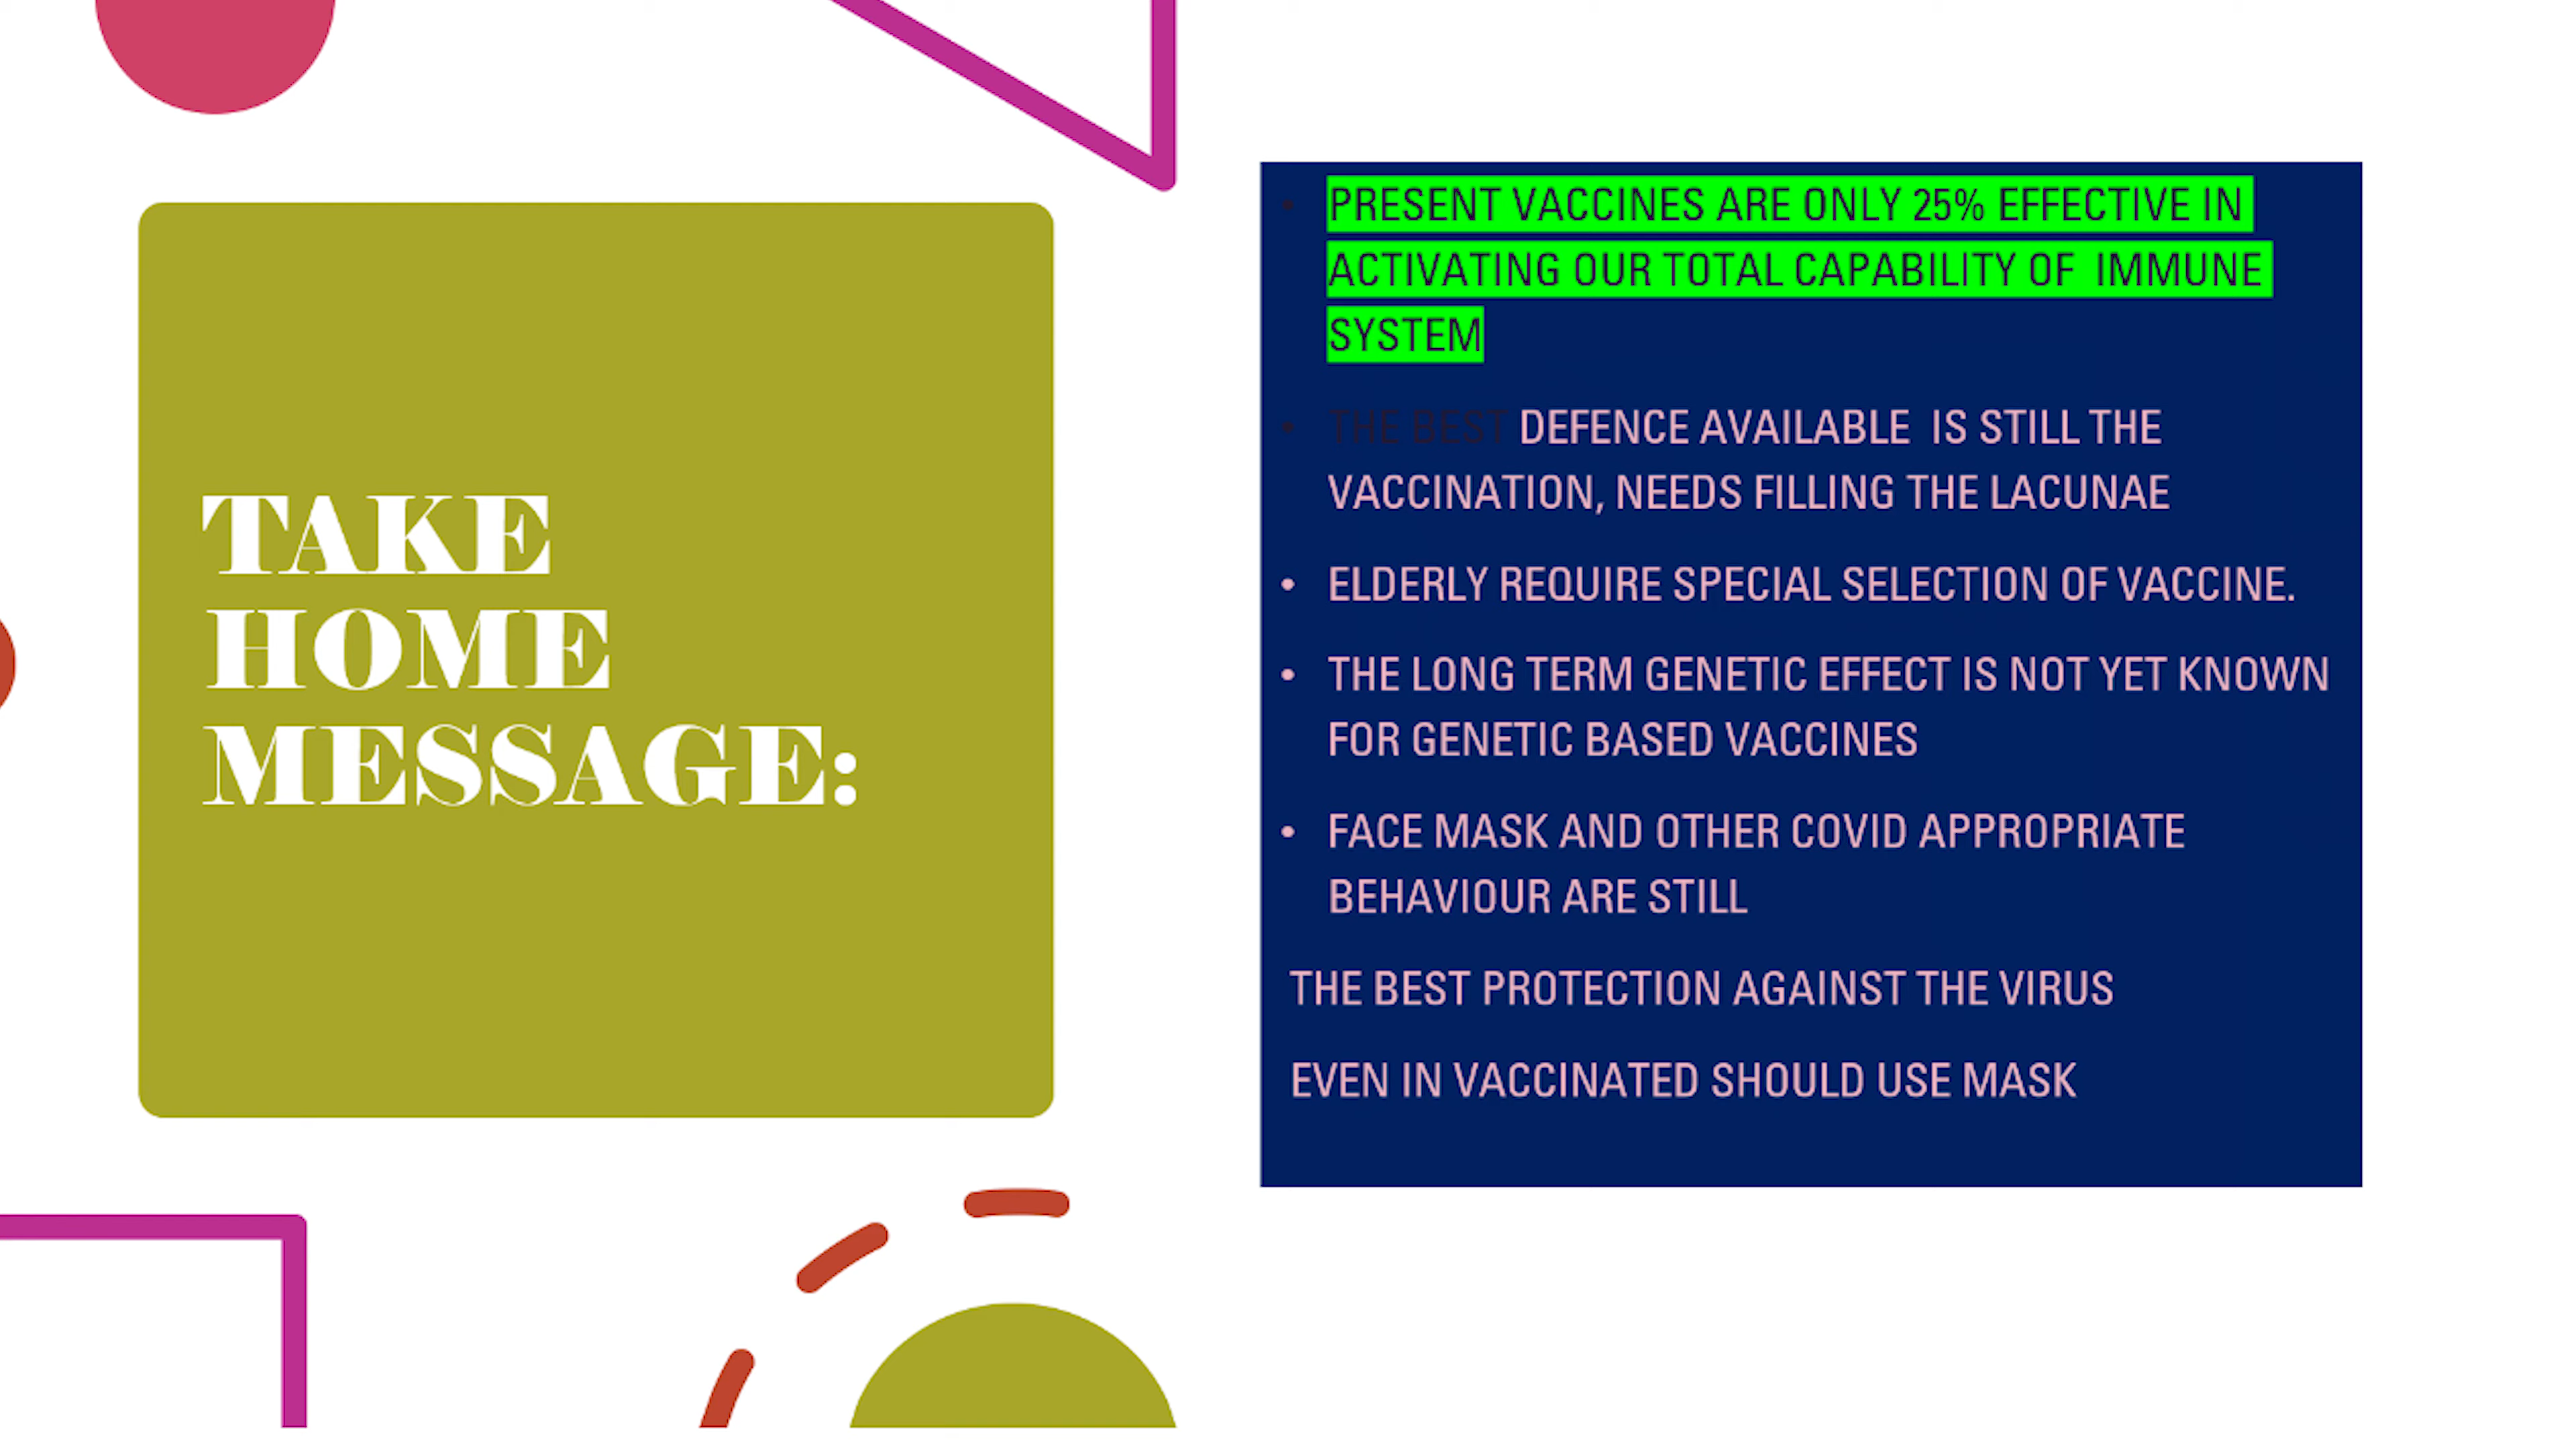 TAKE
HOME
MESSAGE:
• PRESENT VACCINES ARE ONLY 25% EFFECTIVE IN
ACTIVATING OUR TOTAL CAPABILITY OF IMMUNE
SYSTEM
• THE BEST DEFENCE AVAILABLE IS STILL THE
VACCINATION, NEEDS FILLING THE LACUNAE
• ELDERLY REQUIRE SPECIAL SELECTION OF VACCINE.
• THE LONG TERM GENETIC EFFECT IS NOT YET KNOWN
FOR GENETIC BASED VACCINES
• FACE MASK AND OTHER COVID APPROPRIATE
BEHAVIOUR ARE STILL
THE BEST PROTECTION AGAINST THE VIRUS
EVEN IN VACCINATED SHOULD USE MASK